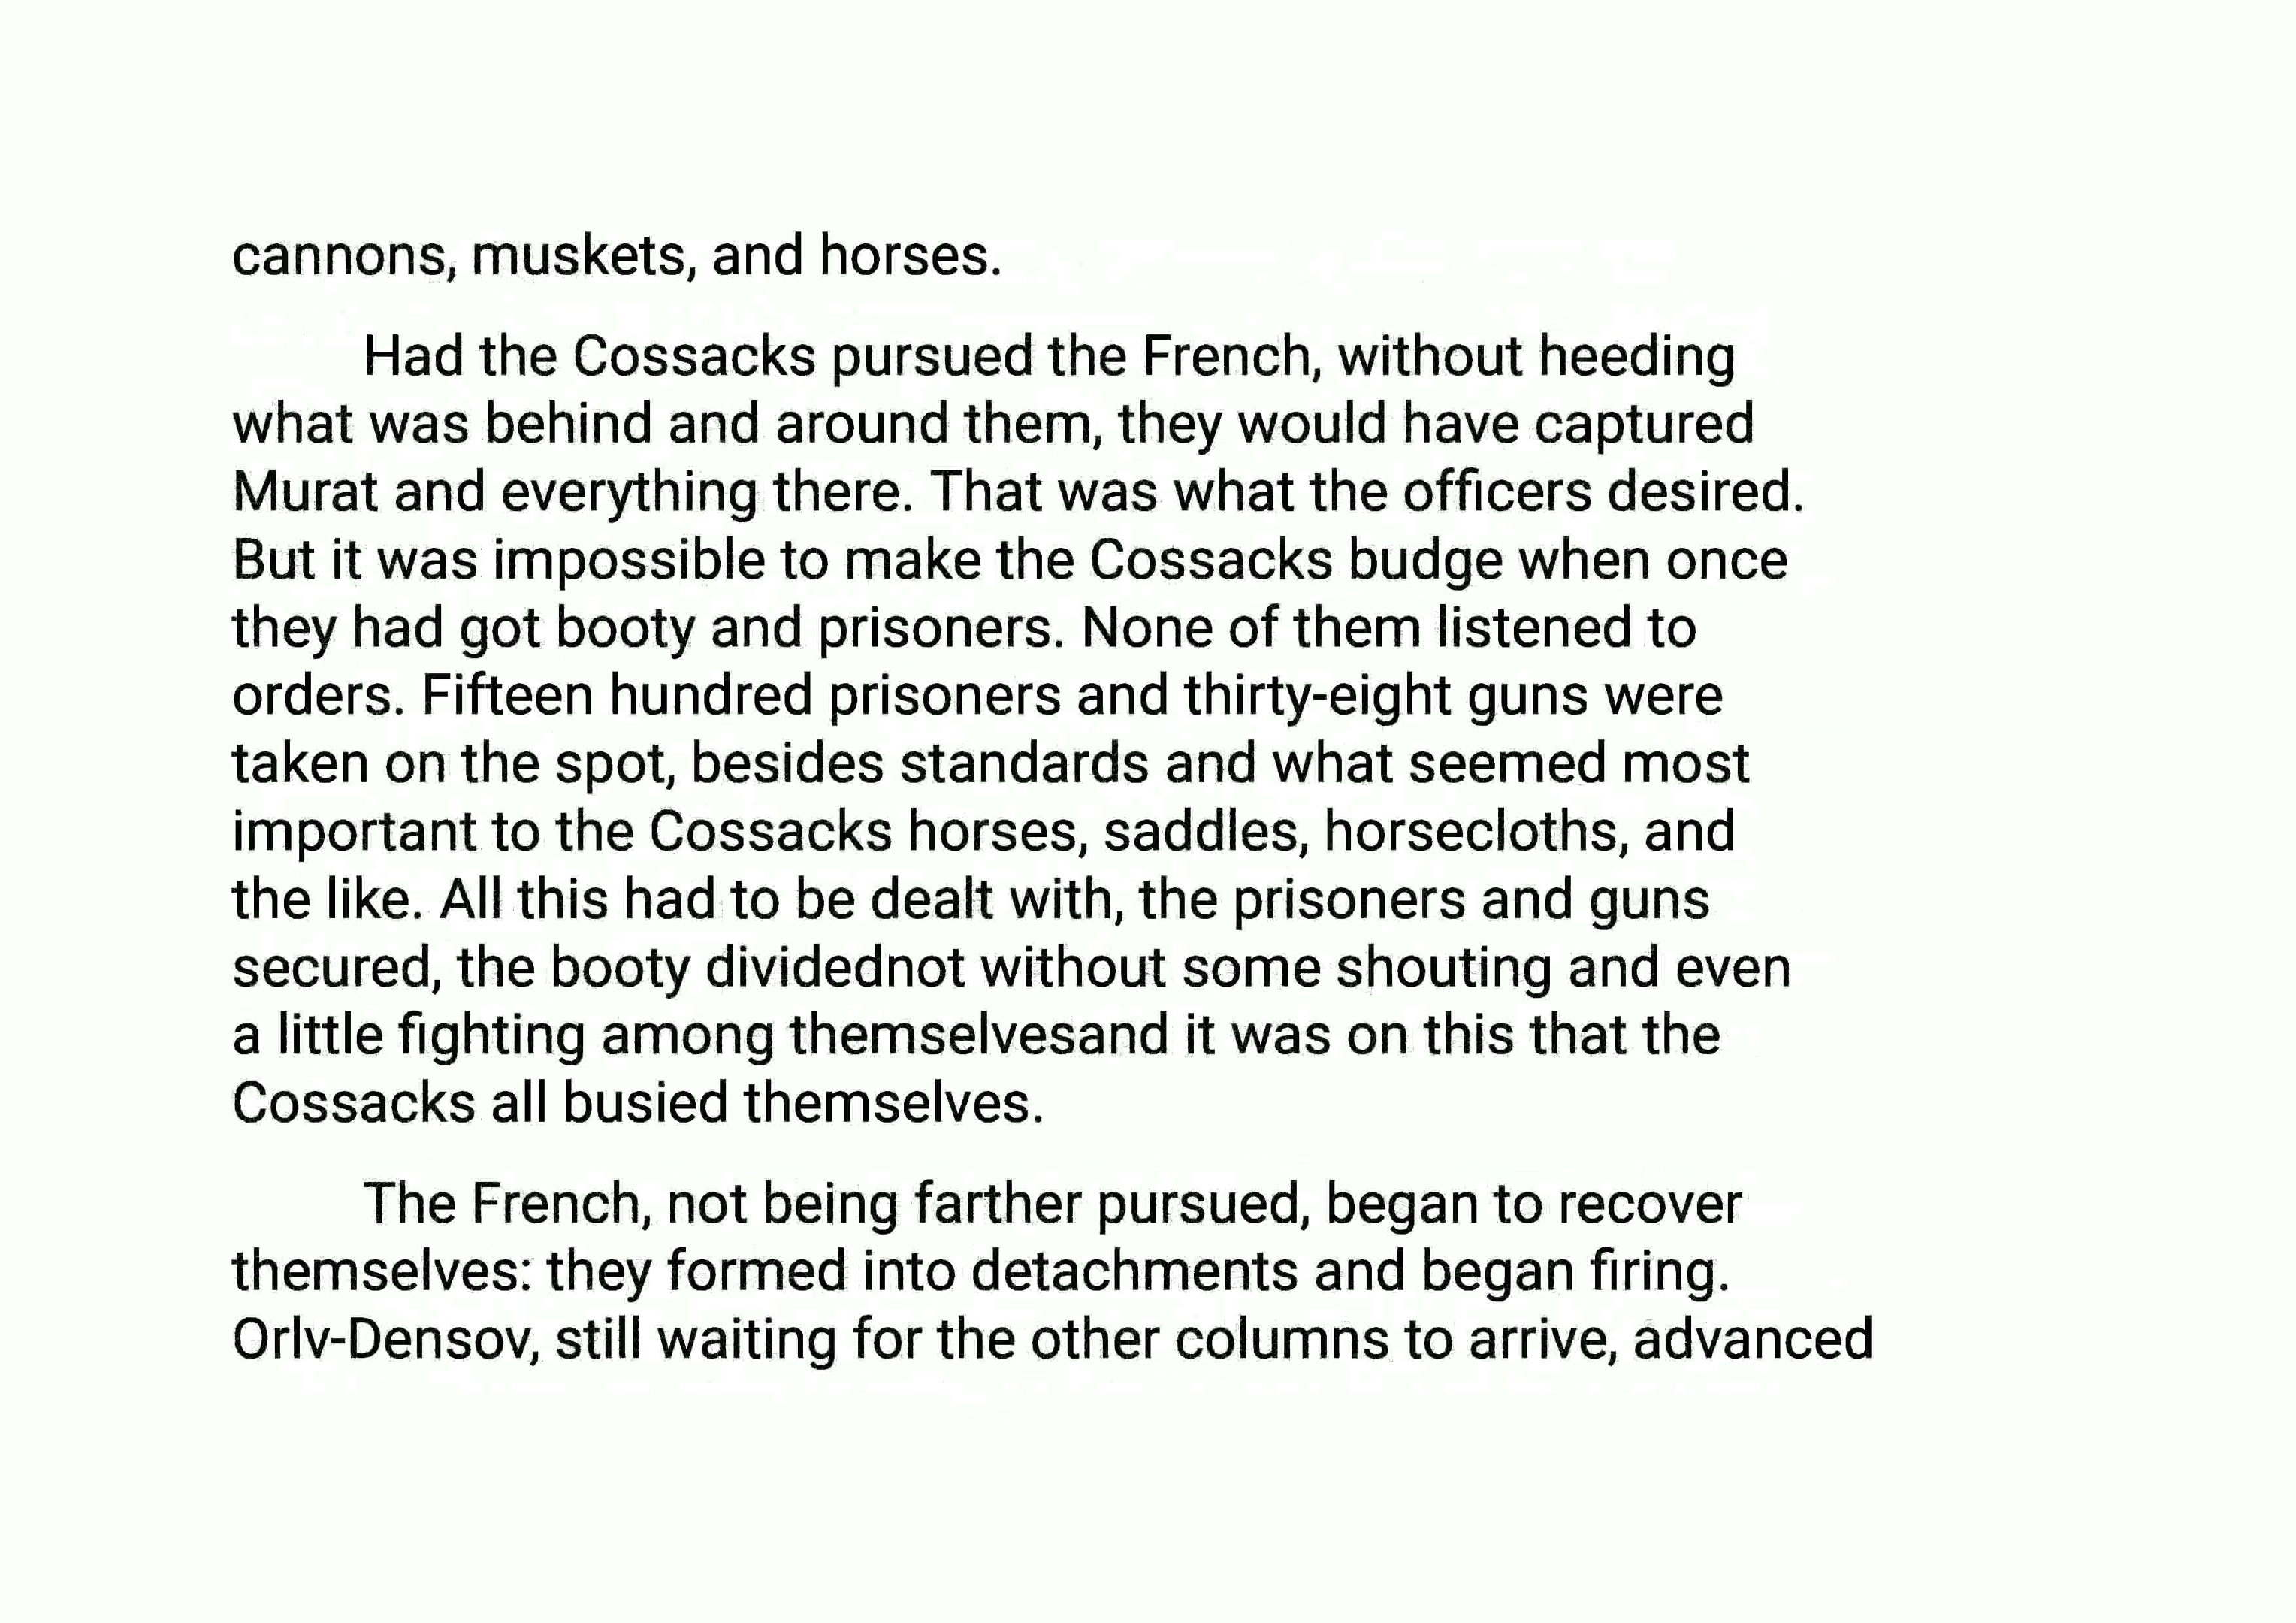 cannons, muskets, and horses.
Had the Cossacks pursued the French, without heeding
what was behind and around them, they would have captured
Murat and everything there. That was what the officers desired.
But it was impossible to make the Cossacks budge when once
they had got booty and prisoners. None of them listened to
orders. Fifteen hundred prisoners and thirty-eight guns were
taken on the spot, besides standards and what seemed most
important to the Cossacks horses, saddles, horsecloths, and
the like. All this had to be dealt with, the prisoners and guns
secured, the booty dividednot without some shouting and even
a little fighting among themselvesand it was on this that the
Cossacks all busied themselves.
The French, not being farther pursued, began to recover
themselves: they formed into detachments and began firing.
Orlv-Densov, still waiting for the other columns to arrive, advanced